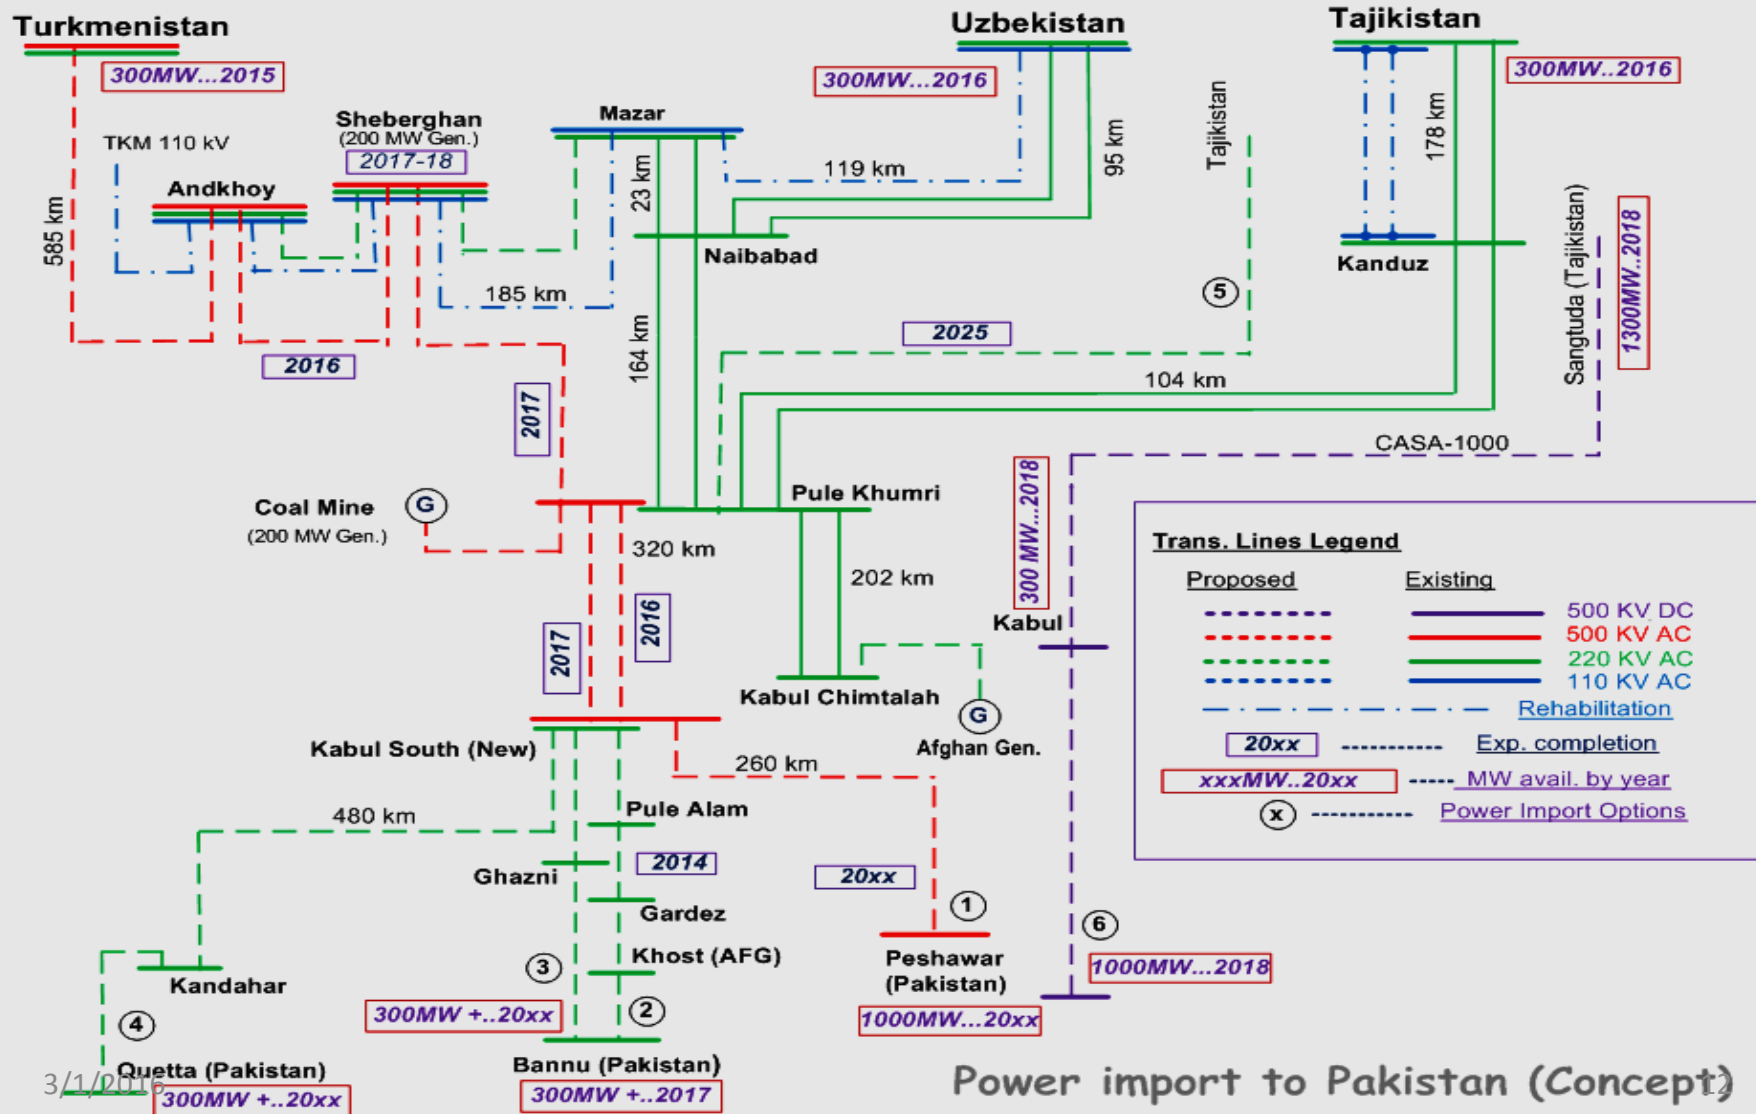 Turkmenistan
Uzbekistan
Tajikistan
300MW...2015
300MW...2016
300MW..2016
Sheberghan
(200 MW Gen.)
2017-18
Mazar
TKM 110 kV
Andkhoy
119 km
23 km
95 km
Tajikistan
178 km
585 km
Naibabad
Kanduz
Sangtuda (Tajikistan)
1300MW..2018
185 km
5
2025
2016
164 km
104 km
2017
CASA-1000
Coal Mine
(200 MW Gen.)
G
Pule Khumri
320 km
202 km
300 MW...2018
Kabul
2017
2016
Kabul Chimtalah
G
Afghan Gen.
Trans. Lines Legend
Proposed
Existing
500 KV DC
500 KV AC
220 KV AC
110 KV AC
Rehabilitation
20xx
Exp. completion
xxxMW..20xx
MW avail. by year
x
Power Import Options
Kabul South (New)
260 km
480 km
Pule Alam
2014
Ghazni
Gardez
20xx
1
6
Khost (AFG)
3
Peshawar
(Pakistan)
1000MW...20xx
1000MW...2018
Kandahar
300MW +..20xx
2
4
Quetta (Pakistan)
300MW +..20xx
Bannu (Pakistan)
300MW +..2017
3/1/2016
Power import to Pakistan (Concept)
12